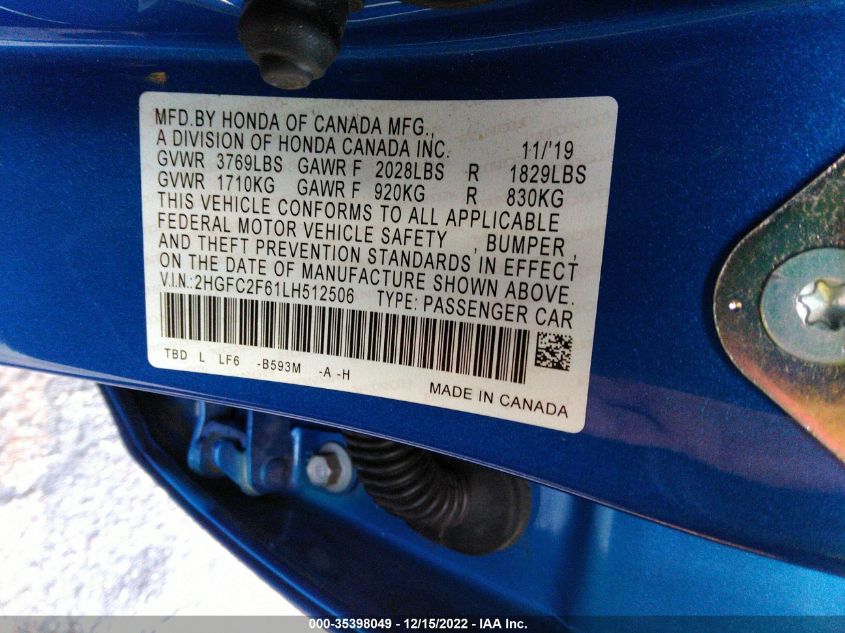 MFD.BY HONDA OF CANADA MFG.,
A DIVISION OF HONDA CANADA INC. 11/'19
GVWR 3769LBS GAWR F 2028LBS R 1829LBS
GVWR 1710KG GAWR F 920KG R 830KG
THIS VEHICLE CONFORMS TO ALL APPLICABLE
FEDERAL MOTOR VEHICLE SAFETY , BUMPER ,
AND THEFT PREVENTION STANDARDS IN EFFECT
ON THE DATE OF MANUFACTURE SHOWN ABOVE.
V.I.N.:2HGFC2F61LH512506 TYPE: PASSENGER CAR
TBD L LF6 -B593M -A -H
MADE IN CANADA
000-35398049 - 12/15/2022 - IAA Inc.